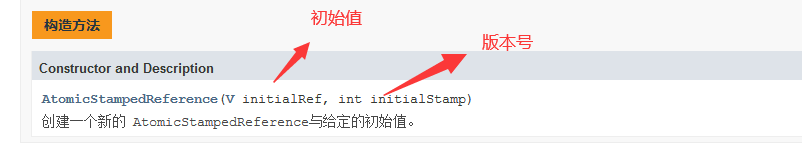 初始值
构造方法
版本号
Constructor and Description
AtomicStampedReference(V initialRef, int initialStamp)
创建一个新的 AtomicStampedReference与给定的初始值。